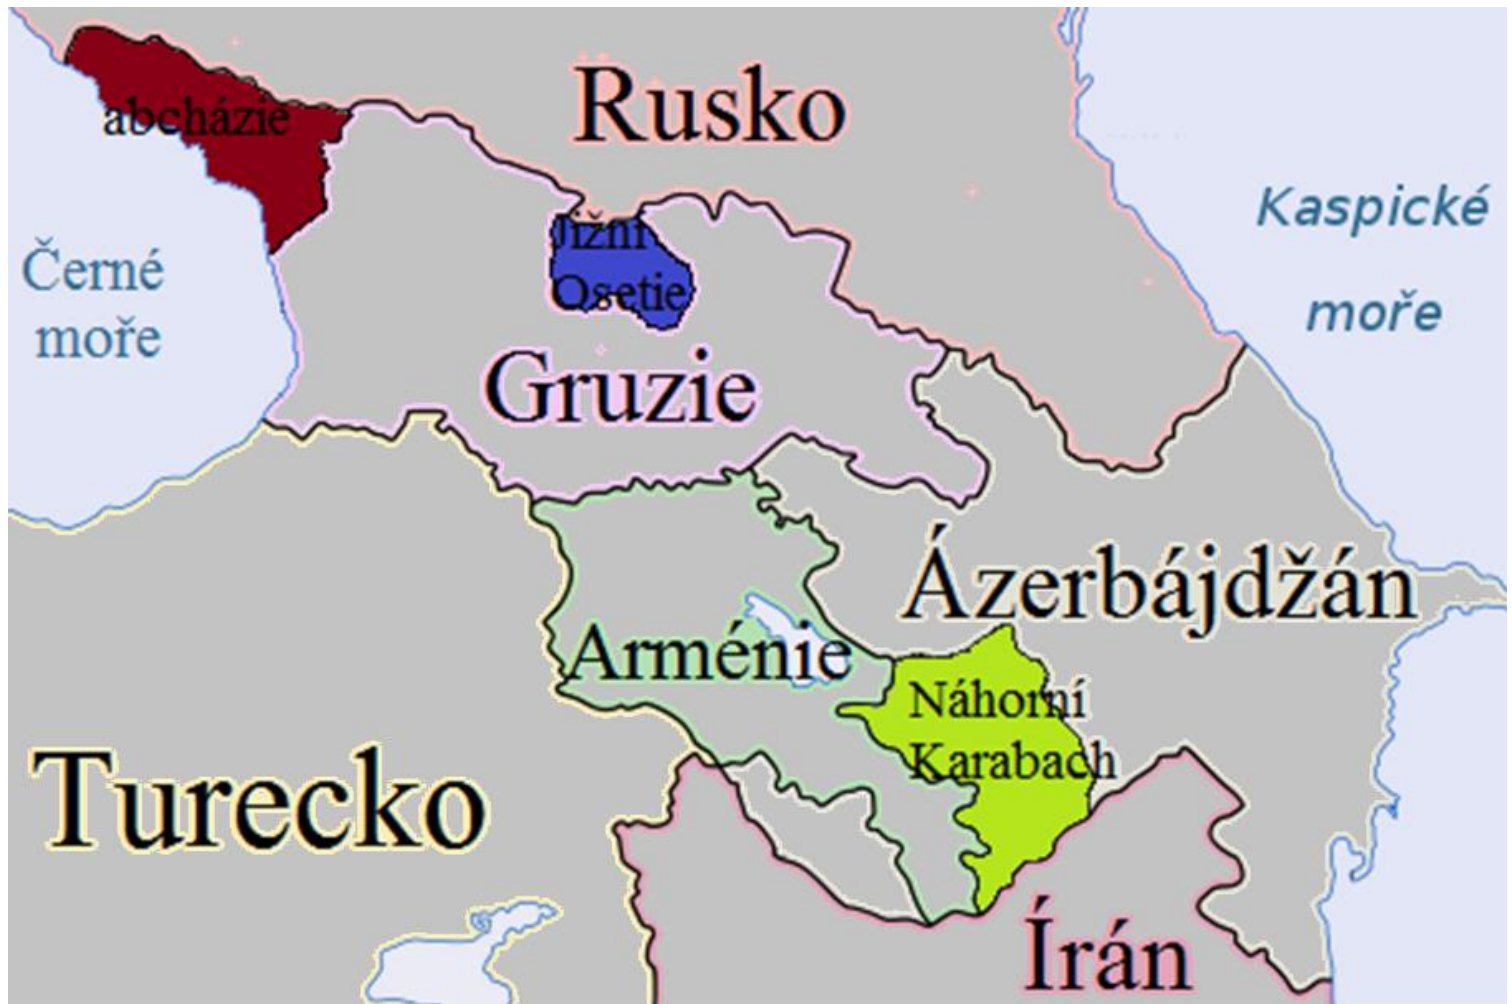 Rusko
abcházie
Kaspické
moře
Jižní
Osetie
Černé
moře
Gruzie
Ázerbájdžán
Arménie
Náhorní
Karabach
Turecko
Írán